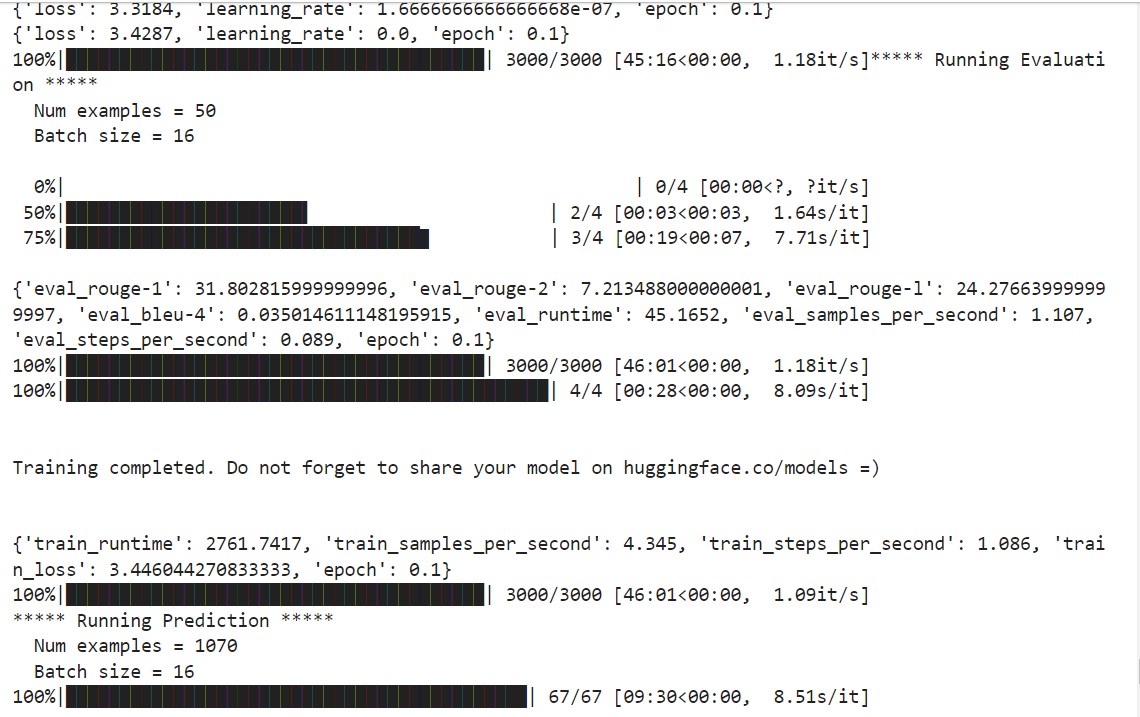 {'loss': 3.3184, 'learning_rate': 1.6666666666666668e-07, 'epoch': 0.1}
{'loss': 3.4287, 'learning_rate': 0.0, 'epoch': 0.1}
100%|██████████| 3000/3000 [45:16<00:00,  1.18it/s]***** Running Evaluati
on *****
  Num examples = 50
  Batch size = 16
  0%|          | 0/4 [00:00<?, ?it/s]
 50%|█████     | 2/4 [00:03<00:03,  1.64s/it]
 75%|███████▌  | 3/4 [00:19<00:07,  7.71s/it]
{'eval_rouge-1': 31.802815999999996, 'eval_rouge-2': 7.213488000000001, 'eval_rouge-l': 24.27663999999
9997, 'eval_bleu-4': 0.035014611148195915, 'eval_runtime': 45.1652, 'eval_samples_per_second': 1.107,
'eval_steps_per_second': 0.089, 'epoch': 0.1}
100%|██████████| 3000/3000 [46:01<00:00,  1.18it/s]
100%|██████████| 4/4 [00:28<00:00,  8.09s/it]
Training completed. Do not forget to share your model on huggingface.co/models =)
{'train_runtime': 2761.7417, 'train_samples_per_second': 4.345, 'train_steps_per_second': 1.086, 'trai
n_loss': 3.446044270833333, 'epoch': 0.1}
100%|██████████| 3000/3000 [46:01<00:00,  1.09it/s]
***** Running Prediction *****
  Num examples = 1070
  Batch size = 16
100%|██████████| 67/67 [09:30<00:00,  8.51s/it]